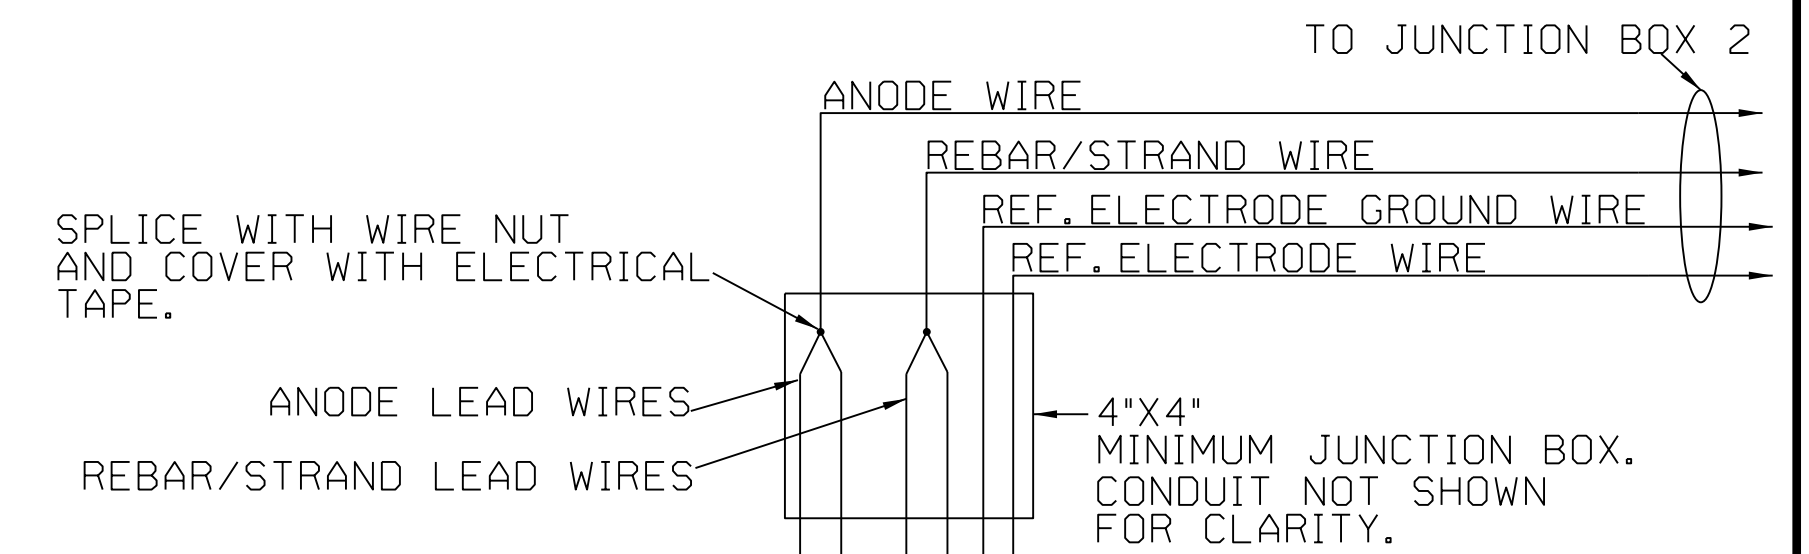 TO JUNCTION BOX 2
ANODE WIRE
REBAR/STRAND WIRE
REF. ELECTRODE GROUND WIRE
REF. ELECTRODE WIRE
SPLICE WITH WIRE NUT
AND COVER WITH ELECTRICAL
TAPE.
ANODE LEAD WIRES
REBAR/STRAND LEAD WIRES
4"X4"
MINIMUM JUNCTION BOX.
CONDUIT NOT SHOWN
FOR CLARITY.